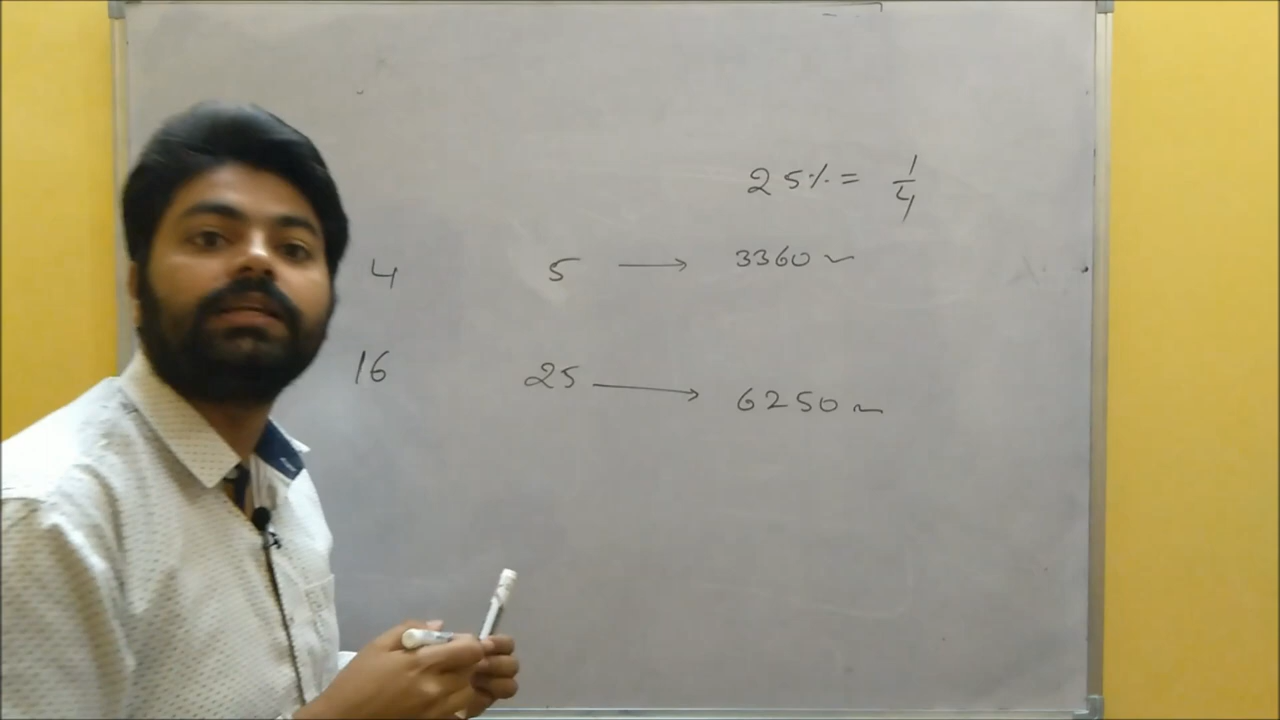 25% = 1/4
4 5 → 3360
16 25 → 6250